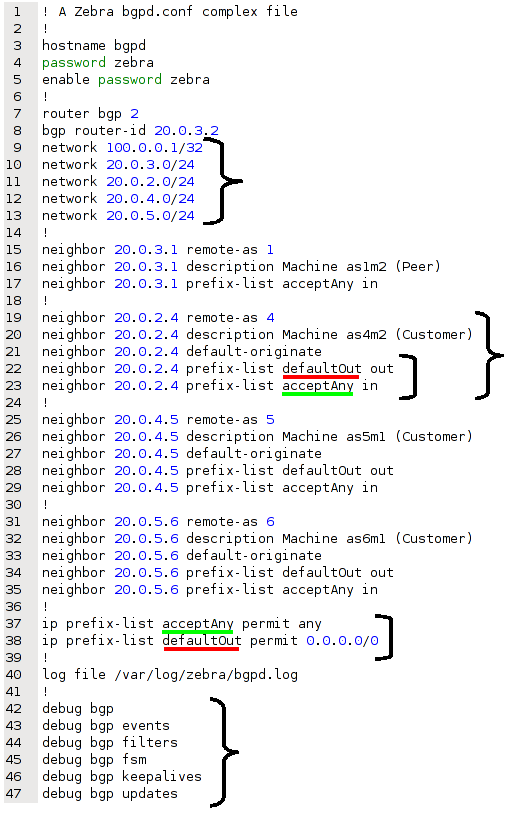 1 ! A Zebra bgpd.conf complex file
2 !
3 hostname bgpd
4 password zebra
5 enable password zebra
6 !
7 router bgp 2
8 bgp router-id 20.0.3.2
9 network 100.0.0.1/32
10 network 20.0.3.0/24
11 network 20.0.2.0/24
12 network 20.0.4.0/24
13 network 20.0.5.0/24
14 !
15 neighbor 20.0.3.1 remote-as 1
16 neighbor 20.0.3.1 description Machine as1m2 (Peer)
17 neighbor 20.0.3.1 prefix-list acceptAny in
18 !
19 neighbor 20.0.2.4 remote-as 4
20 neighbor 20.0.2.4 description Machine as4m2 (Customer)
21 neighbor 20.0.2.4 default-originate
22 neighbor 20.0.2.4 prefix-list defaultOut out
23 neighbor 20.0.2.4 prefix-list acceptAny in
24 !
25 neighbor 20.0.4.5 remote-as 5
26 neighbor 20.0.4.5 description Machine as5m1 (Customer)
27 neighbor 20.0.4.5 default-originate
28 neighbor 20.0.4.5 prefix-list defaultOut out
29 neighbor 20.0.4.5 prefix-list acceptAny in
30 !
31 neighbor 20.0.5.6 remote-as 6
32 neighbor 20.0.5.6 description Machine as6m1 (Customer)
33 neighbor 20.0.5.6 default-originate
34 neighbor 20.0.5.6 prefix-list defaultOut out
35 neighbor 20.0.5.6 prefix-list acceptAny in
36 !
37 ip prefix-list acceptAny permit any
38 ip prefix-list defaultOut permit 0.0.0.0/0
39 !
40 log file /var/log/zebra/bgpd.log
41 !
42 debug bgp
43 debug bgp events
44 debug bgp filters
45 debug bgp fsm
46 debug bgp keepalives
47 debug bgp updates